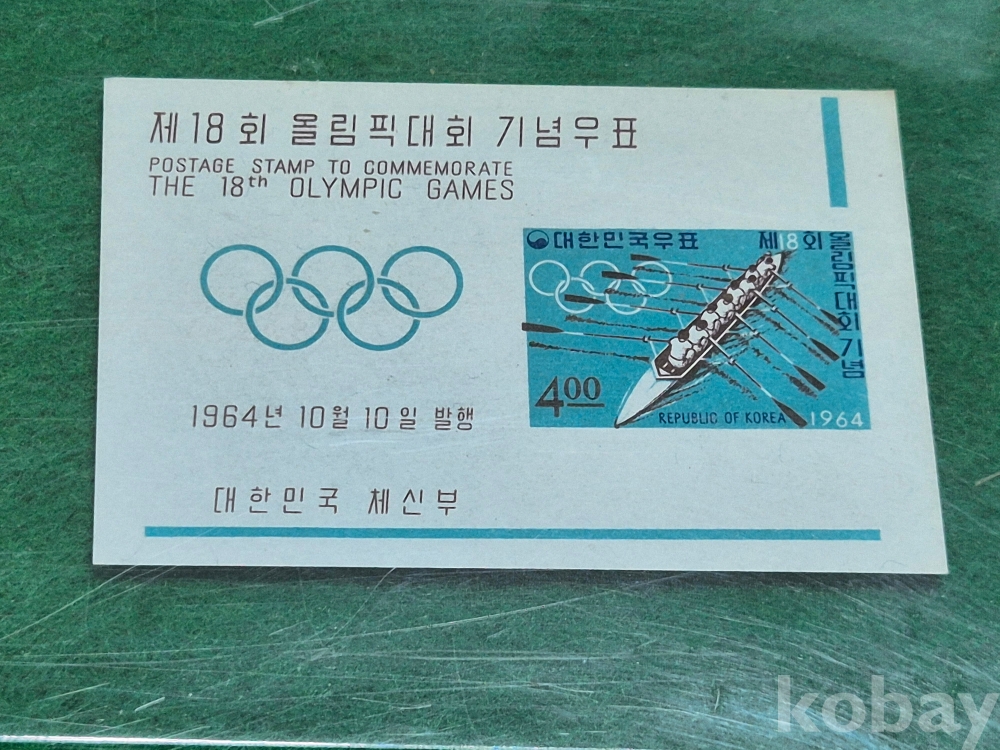 제18회 올림픽대회 기념우표
POSTAGE STAMP TO COMMEMORATE
THE 18th OLYMPIC GAMES
대한민국우표
제18회
올림픽대회기념
400
REPUBLIC OF KOREA
1964
1964년 10월 10일 발행
대한민국 체신부
kobay